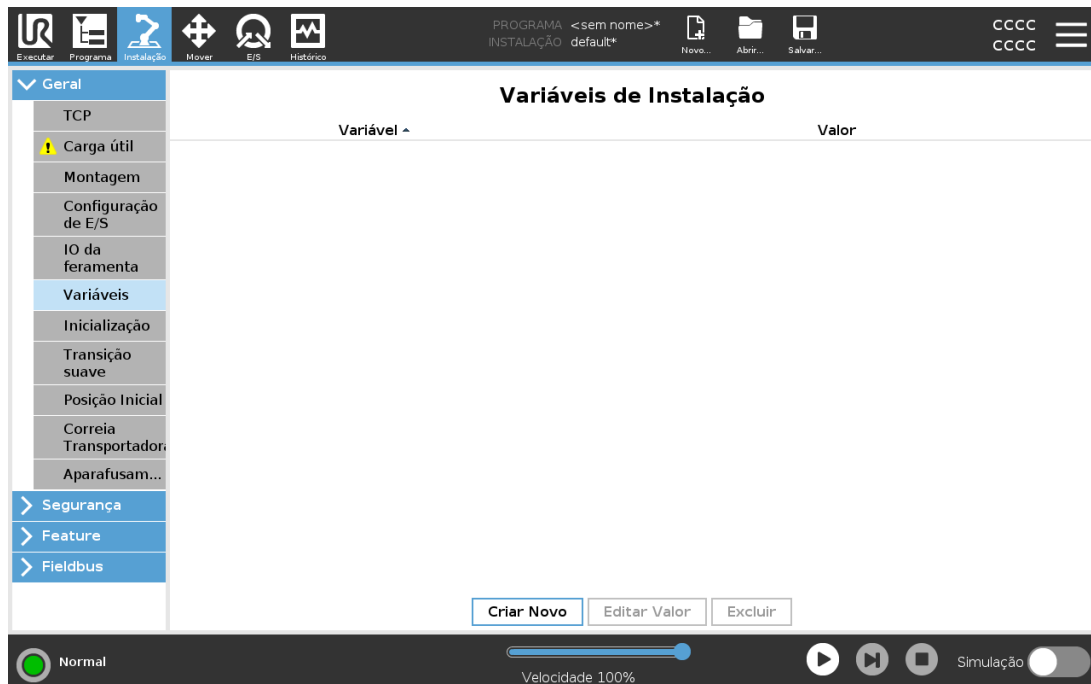 PROGRAMA <sem nome>*
INSTALAÇÃO default*
CCCC
CCCC
Executar Programa Instalação Mover E/S Histórico Novo... Abrir... Salvar...
Geral
TCP
Carga útil
Montagem
Configuração
de E/S
IO da
feramenta
Variáveis
Inicialização
Transição
suave
Posição Inicial
Correia
Transportadora
Aparafusam...
Segurança
Feature
Fieldbus
Variáveis de Instalação
Variável Valor
Criar Novo Editar Valor Excluir
Normal
Velocidade 100%
Simulação